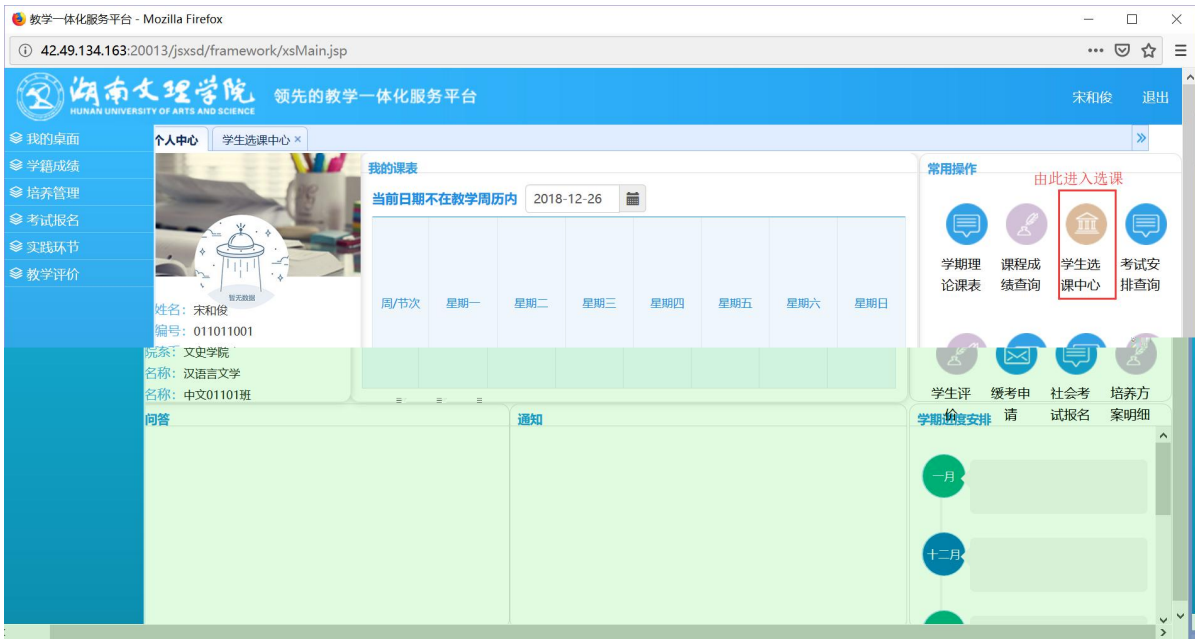 教学一体化服务平台 - Mozilla Firefox
42.49.134.163:20013/jsxsd/framework/xsMain.jsp
湖南文理学院
HUNAN UNIVERSITY OF ARTS AND SCIENCE
领先的教学一体化服务平台
宋和俊 退出
我的桌面
学籍成绩
培养管理
考试报名
实践环节
教学评价
个人中心 学生选课中心 ×
暂无数据
姓名：宋和俊
编号：011011001
院系：文史学院
名称：汉语言文学
名称：中文01101班
我的课表
当前日期不在教学周历内 2018-12-26
周/节次 星期一 星期二 星期三 星期四 星期五 星期六 星期日
常用操作
由此进入选课
学期理论课表
课程成绩查询
学生选课中心
考试安排查询
学生评价
缓考申请
社会考试报名
培养方案明细
问答
通知
学期进度安排
一月
十二月